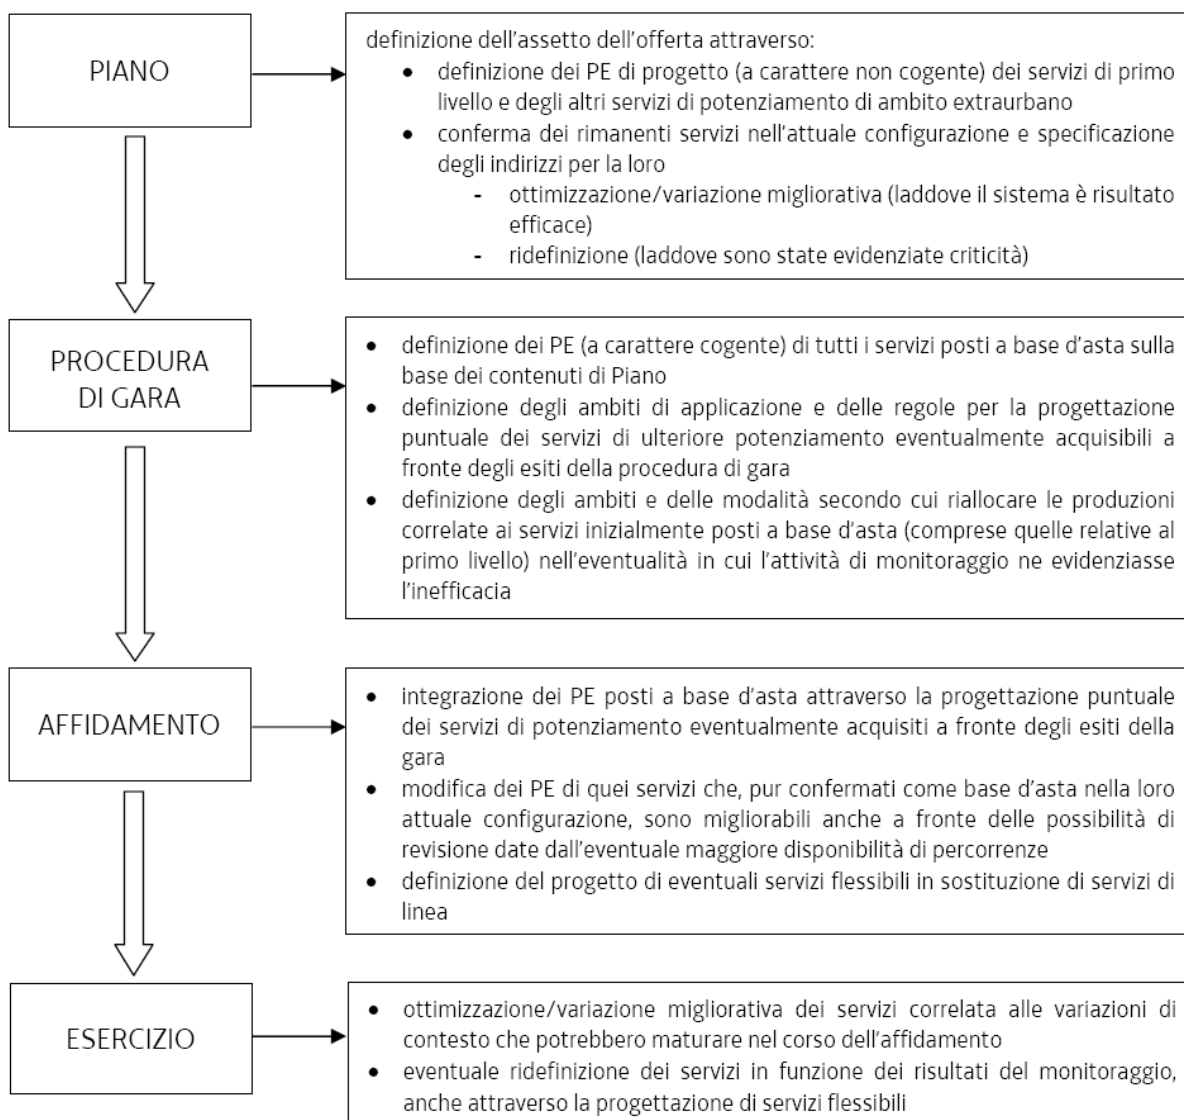 PIANO
definizione dell'assetto dell'offerta attraverso:
• definizione dei PE di progetto (a carattere non cogente) dei servizi di primo
livello e degli altri servizi di potenziamento di ambito extraurbano
• conferma dei rimanenti servizi nell'attuale configurazione e specificazione
degli indirizzi per la loro
- ottimizzazione/variazione migliorativa (laddove il sistema è risultato
efficace)
- ridefinizione (laddove sono state evidenziate criticità)
PROCEDURA
DI GARA
• definizione dei PE (a carattere cogente) di tutti i servizi posti a base d'asta sulla
base dei contenuti di Piano
• definizione degli ambiti di applicazione e delle regole per la progettazione
puntuale dei servizi di ulteriore potenziamento eventualmente acquisibili a
fronte degli esiti della procedura di gara
• definizione degli ambiti e delle modalità secondo cui riallocare le produzioni
correlate ai servizi inizialmente posti a base d'asta (comprese quelle relative al
primo livello) nell'eventualità in cui l'attività di monitoraggio ne evidenziasse
l'inefficacia
AFFIDAMENTO
• integrazione dei PE posti a base d'asta attraverso la progettazione puntuale
dei servizi di potenziamento eventualmente acquisiti a fronte degli esiti della
gara
• modifica dei PE di quei servizi che, pur confermati come base d'asta nella loro
attuale configurazione, sono migliorabili anche a fronte delle possibilità di
revisione date dall'eventuale maggiore disponibilità di percorrenze
• definizione del progetto di eventuali servizi flessibili in sostituzione di servizi di
linea
ESERCIZIO
• ottimizzazione/variazione migliorativa dei servizi correlata alle variazioni di
contesto che potrebbero maturare nel corso dell'affidamento
• eventuale ridefinizione dei servizi in funzione dei risultati del monitoraggio,
anche attraverso la progettazione di servizi flessibili